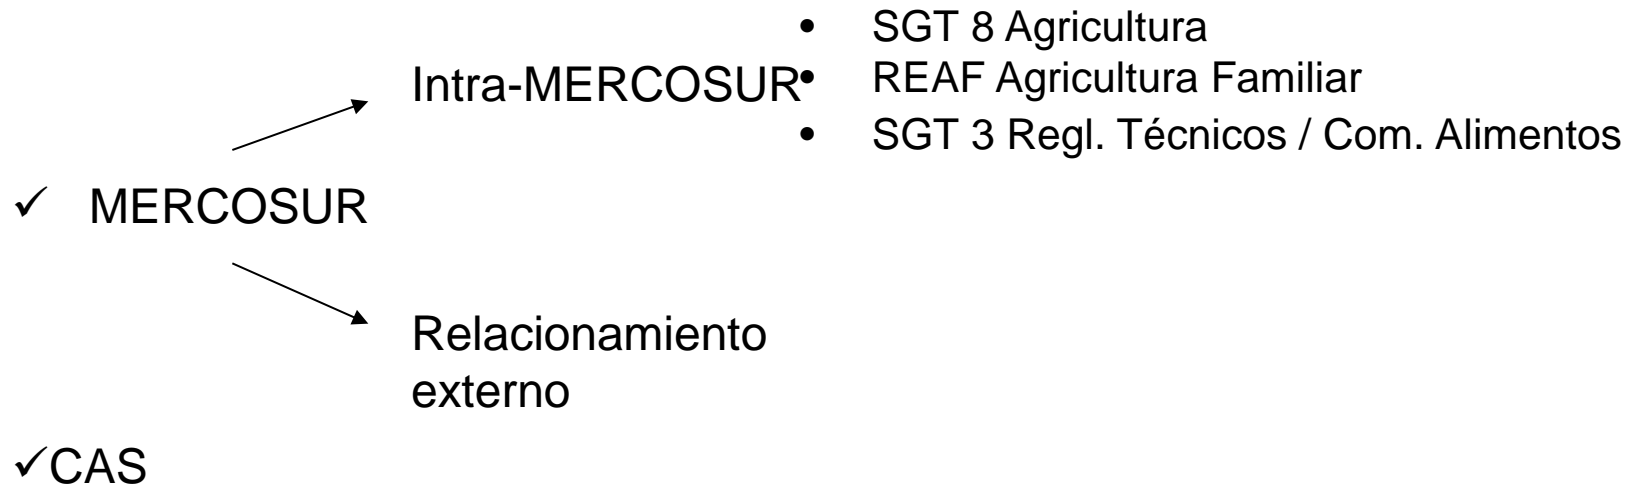 • SGT 8 Agricultura
Intra-MERCOSUR
• REAF Agricultura Familiar
• SGT 3 Regl. Técnicos / Com. Alimentos
✓ MERCOSUR
Relacionamiento
externo
✓CAS